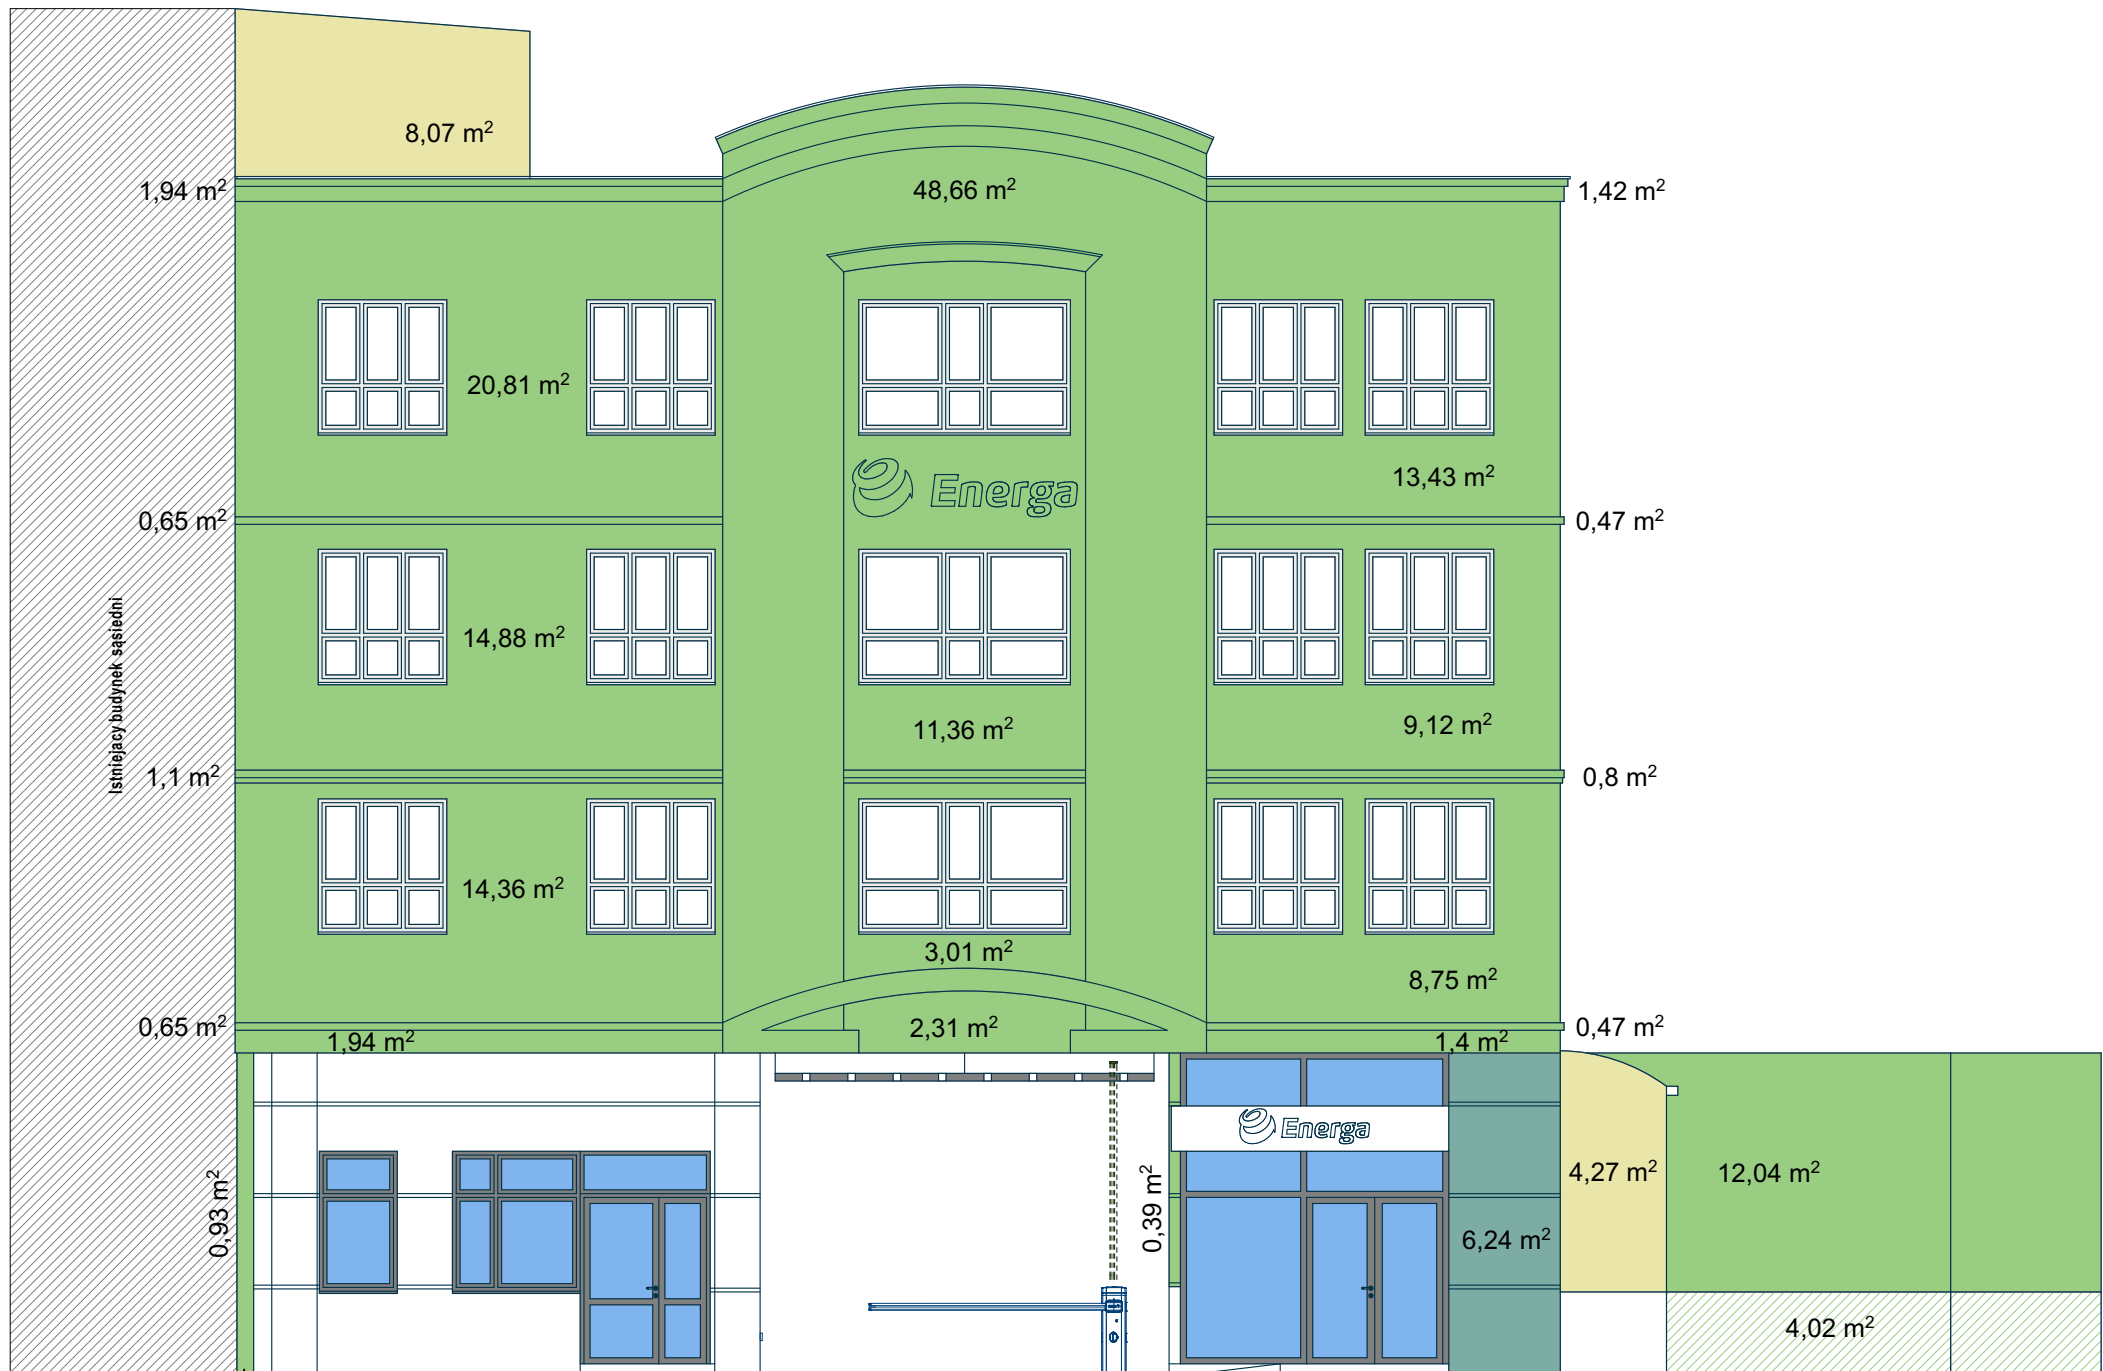 8,07 m²
1,94 m²
48,66 m²
1,42 m²
20,81 m²
13,43 m²
Energa
0,65 m²
0,47 m²
Istniejacy budynek sąsiedni
14,88 m²
11,36 m²
9,12 m²
1,1 m²
0,8 m²
14,36 m²
3,01 m²
8,75 m²
0,65 m²
1,94 m²
2,31 m²
1,4 m²
0,47 m²
Energa
0,93 m²
0,39 m²
4,27 m²
12,04 m²
6,24 m²
4,02 m²